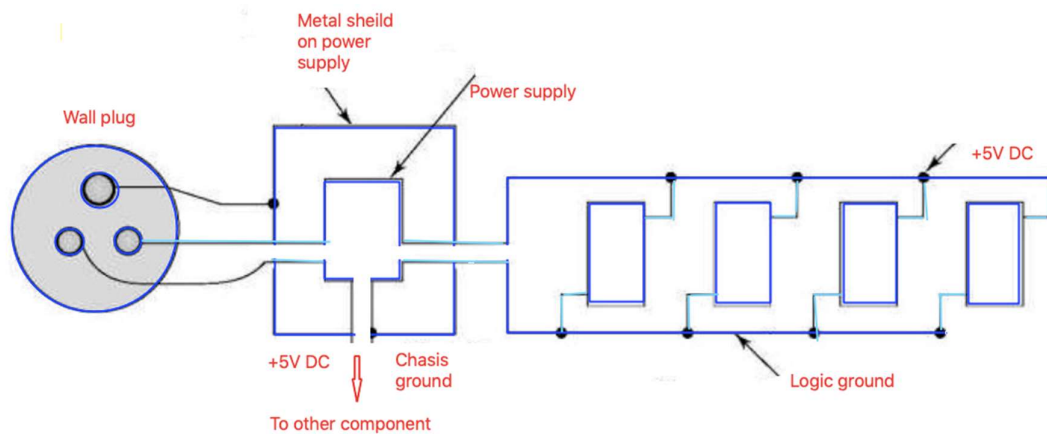 Metal sheild
on power
supply
Power supply
Wall plug
+5V DC
+5V DC
Chasis
ground
Logic ground
To other component